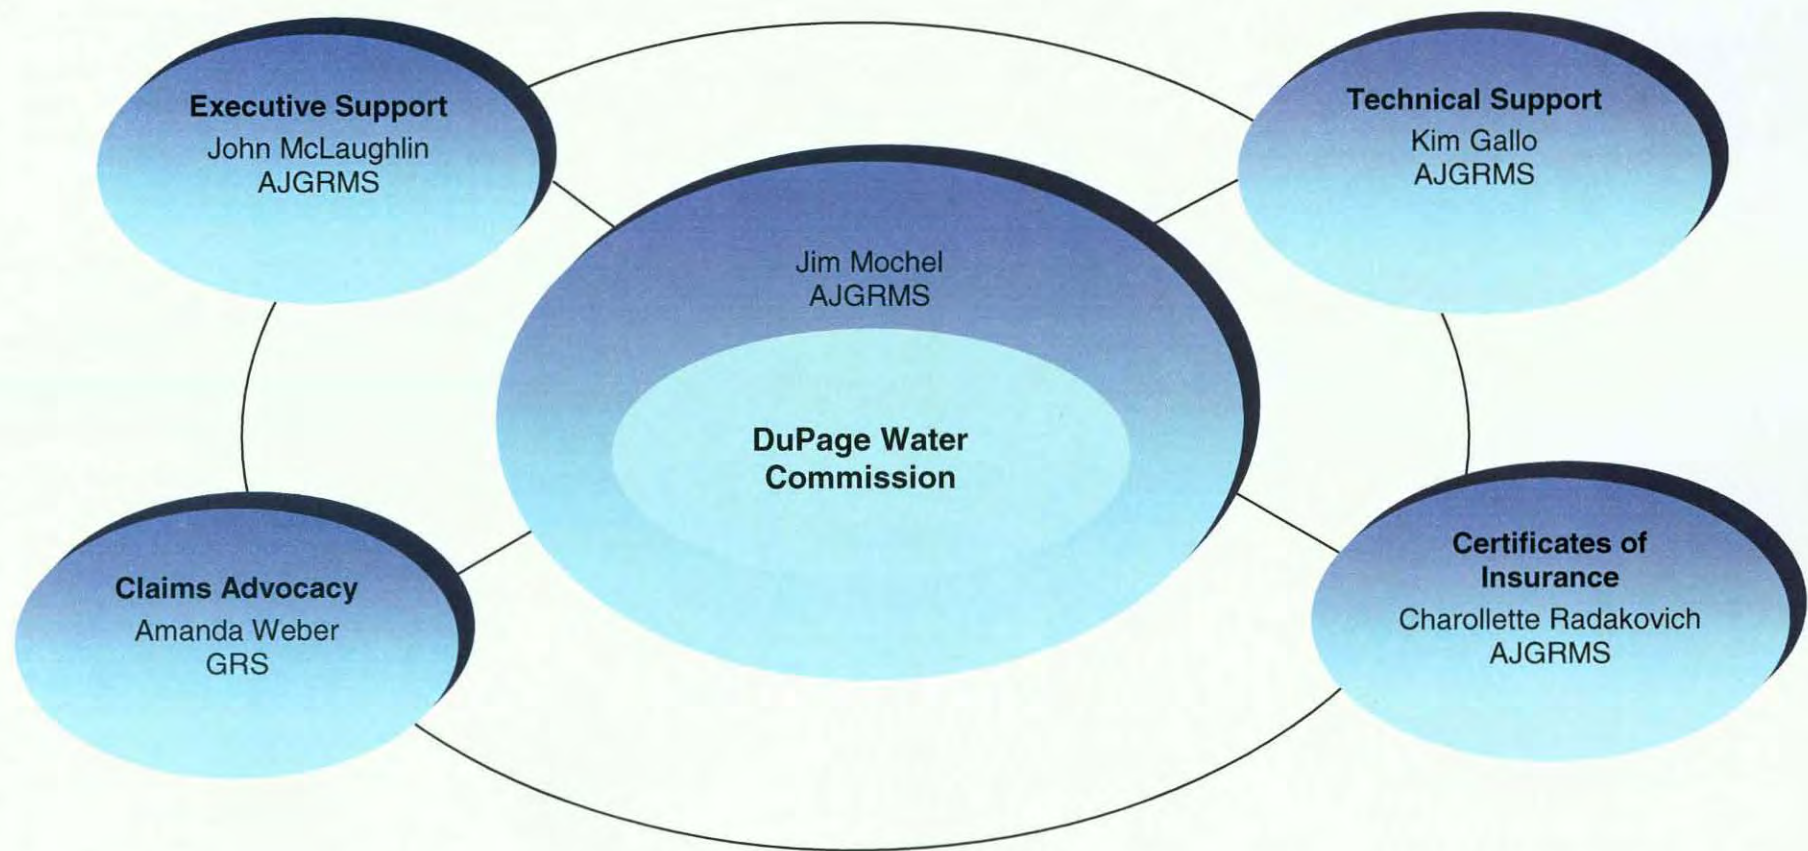 Executive Support
John McLaughlin
AJGRMS
Technical Support
Kim Gallo
AJGRMS
Jim Mochel
AJGRMS
DuPage Water
Commission
Claims Advocacy
Amanda Weber
GRS
Certificates of
Insurance
Charollette Radakovich
AJGRMS